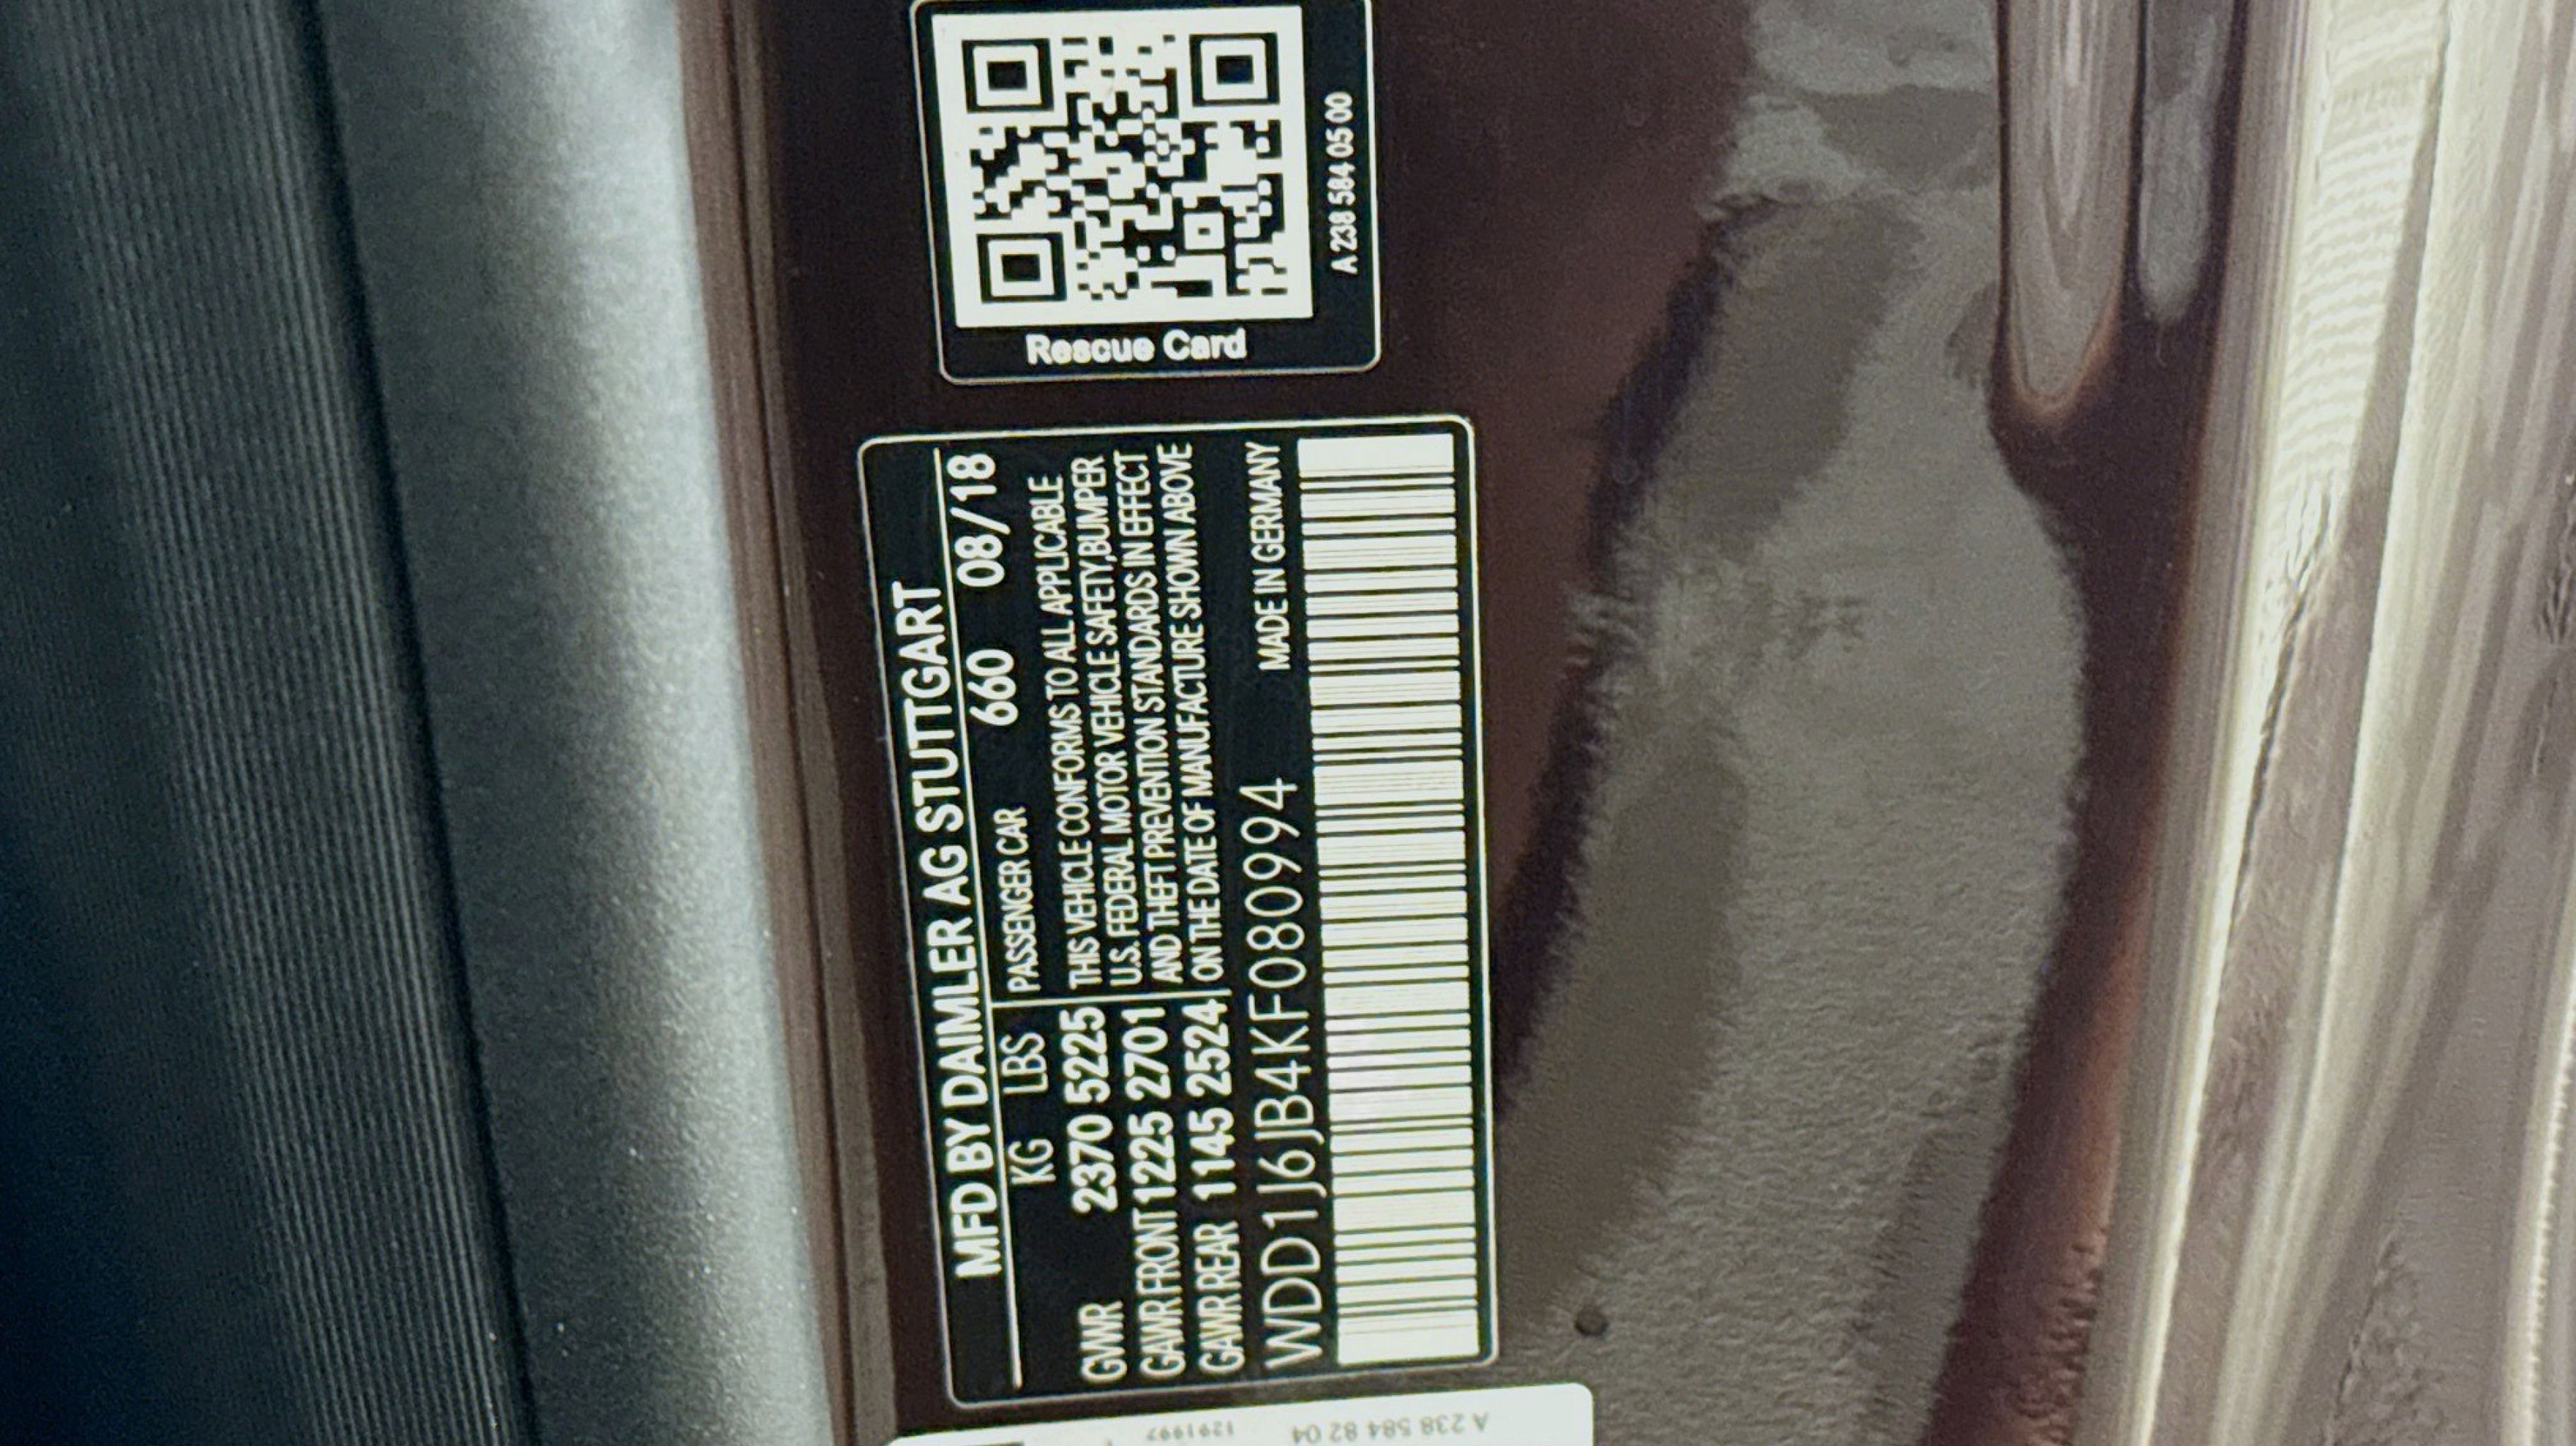 MFD BY DAIMLER AG STUTTGART
KG LBS PASSENGER CAR 660 08/18
GVWR 2370 5225 THIS VEHICLE CONFORMS TO ALL APPLICABLE
GAWR FRONT 1225 2701 U.S. FEDERAL MOTOR VEHICLE SAFETY,BUMPER
GAWR REAR 1145 2524 AND THEFT PREVENTION STANDARDS IN EFFECT
ON THE DATE OF MANUFACTURE SHOWN ABOVE
WDD1J6JB4KF080994 MADE IN GERMANY
Rescue Card
A 238 584 05 00
A 238 584 82 04